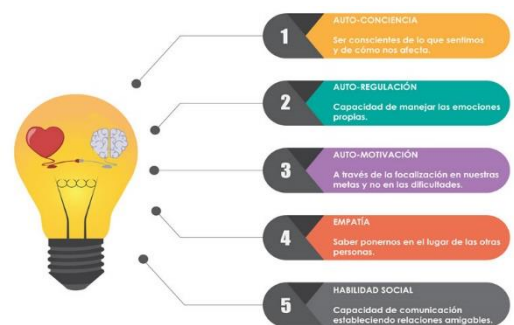 1
AUTO-CONCIENCIA
Ser conscientes de lo que sentimos
y de cómo nos afecta.
2
AUTO-REGULACIÓN
Capacidad de manejar las emociones
propias.
3
AUTO-MOTIVACIÓN
A través de la focalización en nuestras
metas y no en las dificultades.
4
EMPATÍA
Saber ponernos en el lugar de las otras
personas.
5
HABILIDAD SOCIAL
Capacidad de comunicación
estableciendo relaciones amigables.